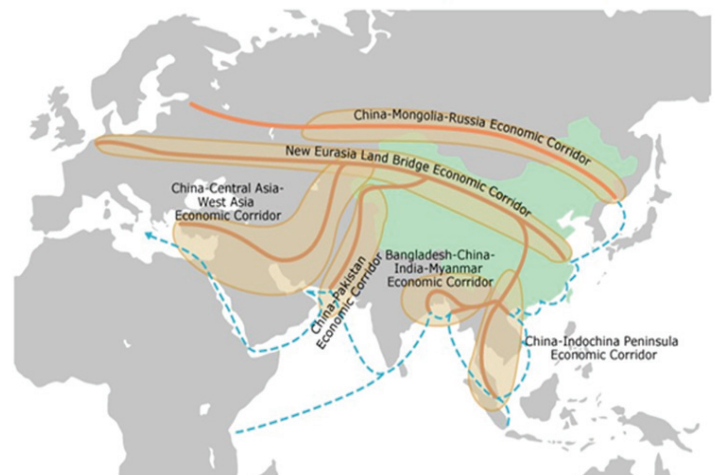 China-Mongolia-Russia Economic Corridor
New Eurasia Land Bridge Economic Corridor
China-Central Asia-
West Asia
Economic Corridor
China-Pakistan
Economic Corridor
Bangladesh-China-
India-Myanmar
Economic Corridor
China-Indochina Peninsula
Economic Corridor